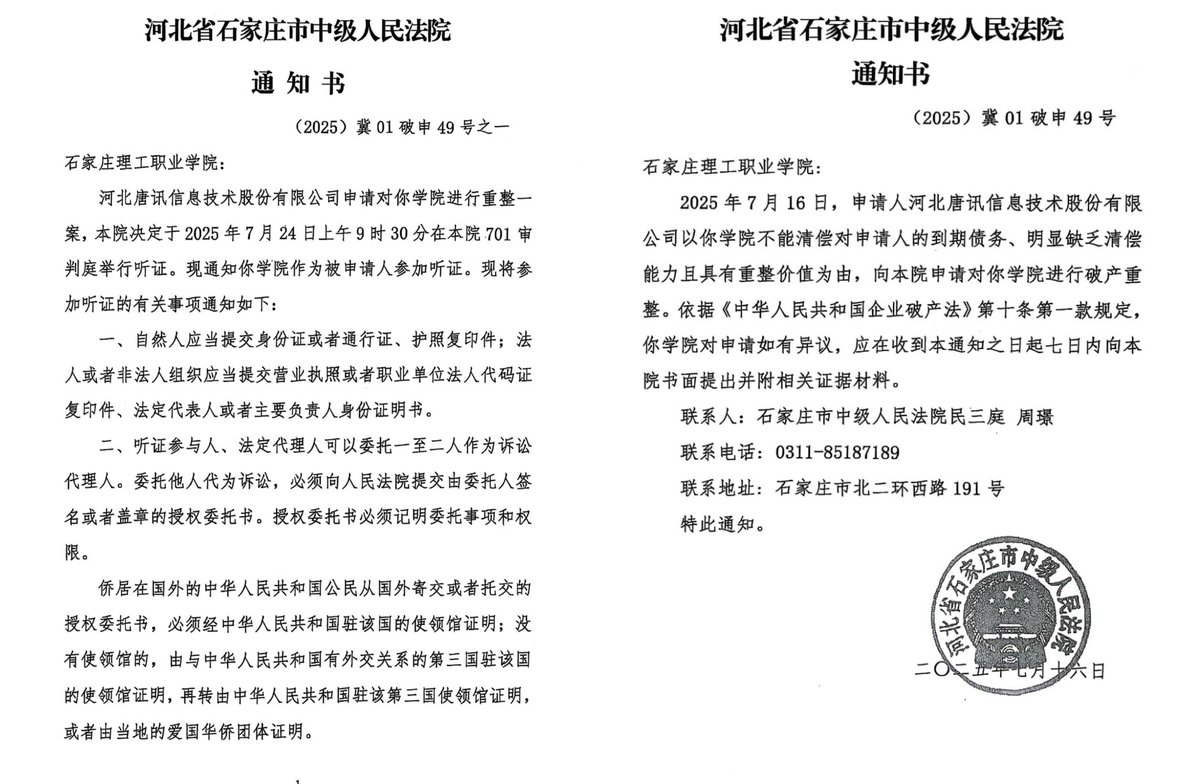 河北省石家庄市中级人民法院
通知书
（2025）冀 01 破申 49 号之一
石家庄理工职业学院：
河北唐讯信息技术股份有限公司申请对你学院进行重整一
案，本院决定于 2025 年 7 月 24 日上午 9 时 30 分在本院 701 审
判庭举行听证。现通知你学院作为被申请人参加听证。现将参
加听证的有关事项通知如下：
一、自然人应当提交身份证或者通行证、护照复印件；法
人或者非法人组织应当提交营业执照或者职业单位法人代码证
复印件、法定代表人或者主要负责人身份证明书。
二、听证参与人、法定代理人可以委托一至二人作为诉讼
代理人。委托他人代为诉讼，必须向人民法院提交由委托人签
名或者盖章的授权委托书。授权委托书必须记明委托事项和权
限。
侨居在国外的中华人民共和国公民从国外寄交或者托交的
授权委托书，必须经中华人民共和国驻该国的使领馆证明；没
有使领馆的，由与中华人民共和国有外交关系的第三国驻该国
的使领馆证明，再转由中华人民共和国驻该第三国使领馆证明，
或者由当地的爱国华侨团体证明。
1
河北省石家庄市中级人民法院
通知书
（2025）冀 01 破申 49 号
石家庄理工职业学院：
2025 年 7 月 16 日，申请人河北唐讯信息技术股份有限
公司以你学院不能清偿对申请人的到期债务、明显缺乏清偿
能力且具有重整价值为由，向本院申请对你学院进行破产重
整。依据《中华人民共和国企业破产法》第十条第一款规定，
你学院对申请如有异议，应在收到本通知之日起七日内向本
院书面提出并附相关证据材料。
联系人：石家庄市中级人民法院民三庭 周璟
联系电话：0311-85187189
联系地址：石家庄市北二环西路 191 号
特此通知。
河北省石家庄市中级人民法院
二〇二五年七月十六日